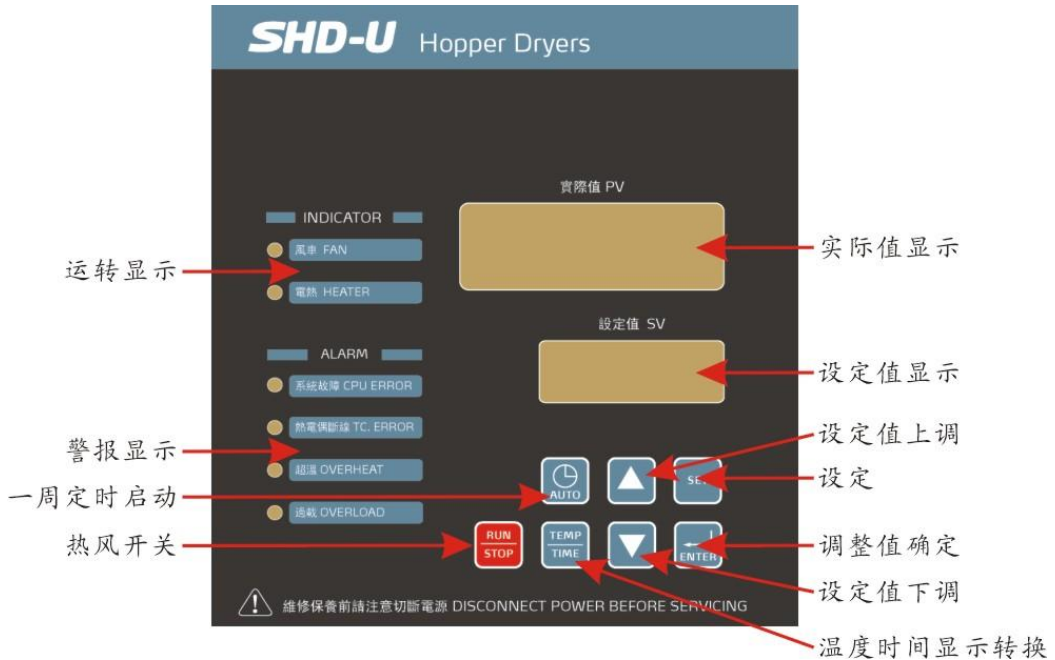 SHD-U Hopper Dryers
實際值 PV
INDICATOR
風車 FAN
電熱 HEATER
設定值 SV
ALARM
系統故障 CPU ERROR
熱電偶斷線 TC. ERROR
超溫 OVERHEAT
過載 OVERLOAD
AUTO
SET
RUN
STOP
TEMP
TIME
ENTER
維修保養前請注意切斷電源 DISCONNECT POWER BEFORE SERVICING
运转显示
警报显示
一周定时启动
热风开关
实际值显示
设定值显示
设定值上调
设定
调整值确定
设定值下调
温度时间显示转换